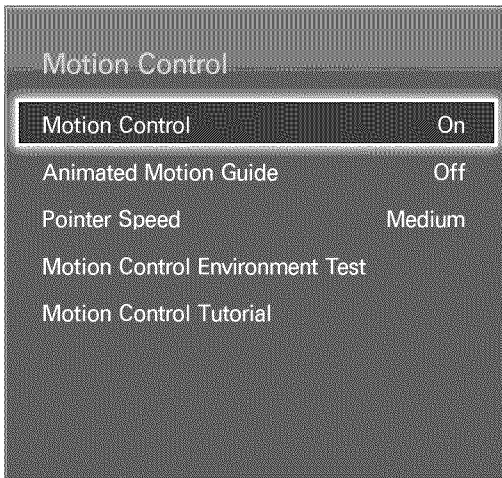 Motion Control
Motion Control On
Animated Motion Guide Off
Pointer Speed Medium
Motion Control Environment Test
Motion Control Tutorial